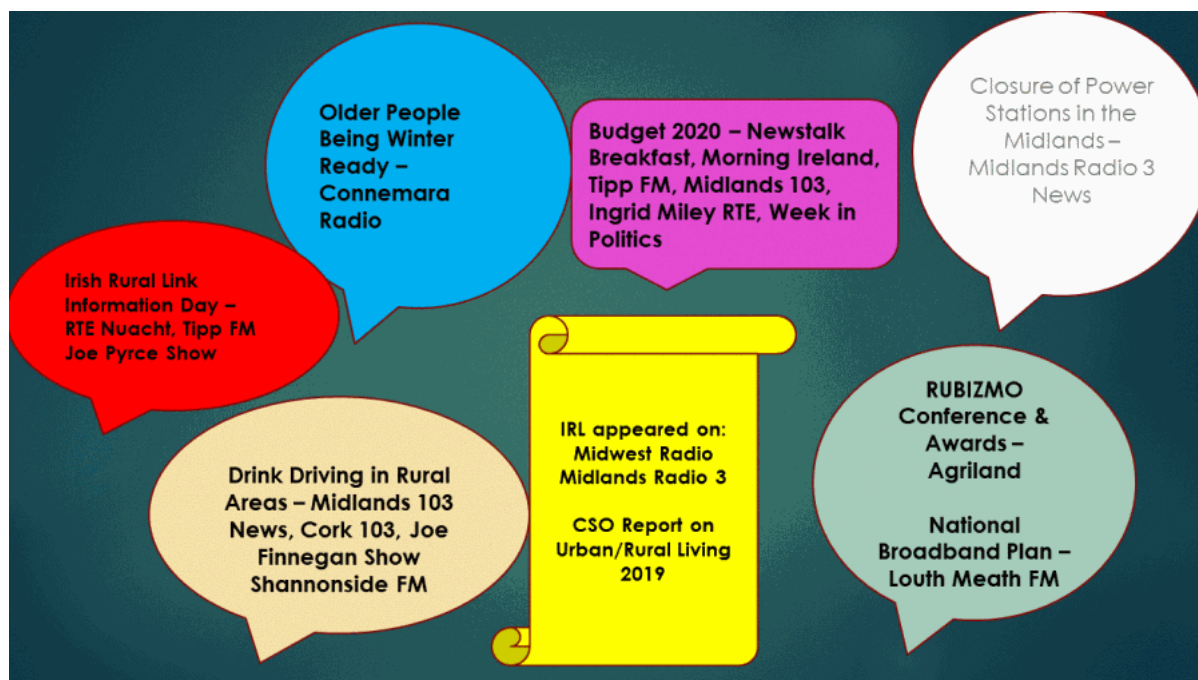 Older People
Being Winter
Ready –
Connemara
Radio
Budget 2020 – Newstalk
Breakfast, Morning Ireland,
Tipp FM, Midlands 103,
Ingrid Miley RTE, Week in
Politics
Closure of Power
Stations in the
Midlands –
Midlands Radio 3
News
Irish Rural Link
Information Day –
RTE Nuacht, Tipp FM
Joe Pyrce Show
Drink Driving in Rural
Areas – Midlands 103
News, Cork 103, Joe
Finnegan Show
Shannonside FM
IRL appeared on:
Midwest Radio
Midlands Radio 3
CSO Report on
Urban/Rural Living
2019
RUBIZMO
Conference &
Awards –
Agriland
National
Broadband Plan –
Louth Meath FM